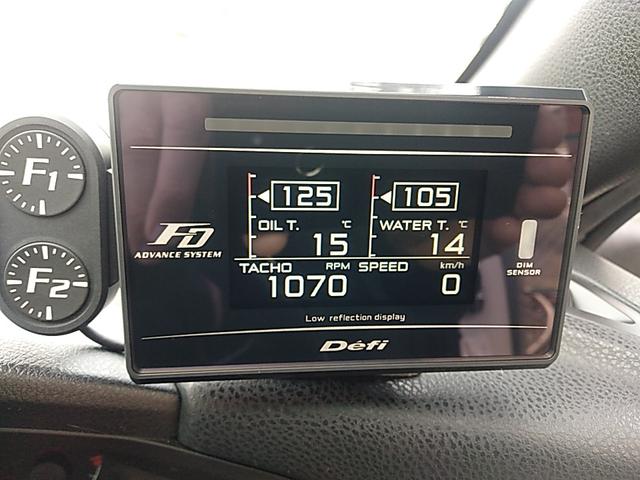 F1
F2
125 105
OIL T. °C WATER T. °C
15 14
TACHO RPM SPEED km/h
1070 0
FD
ADVANCE SYSTEM
DIM
SENSOR
Low reflection display
Défi